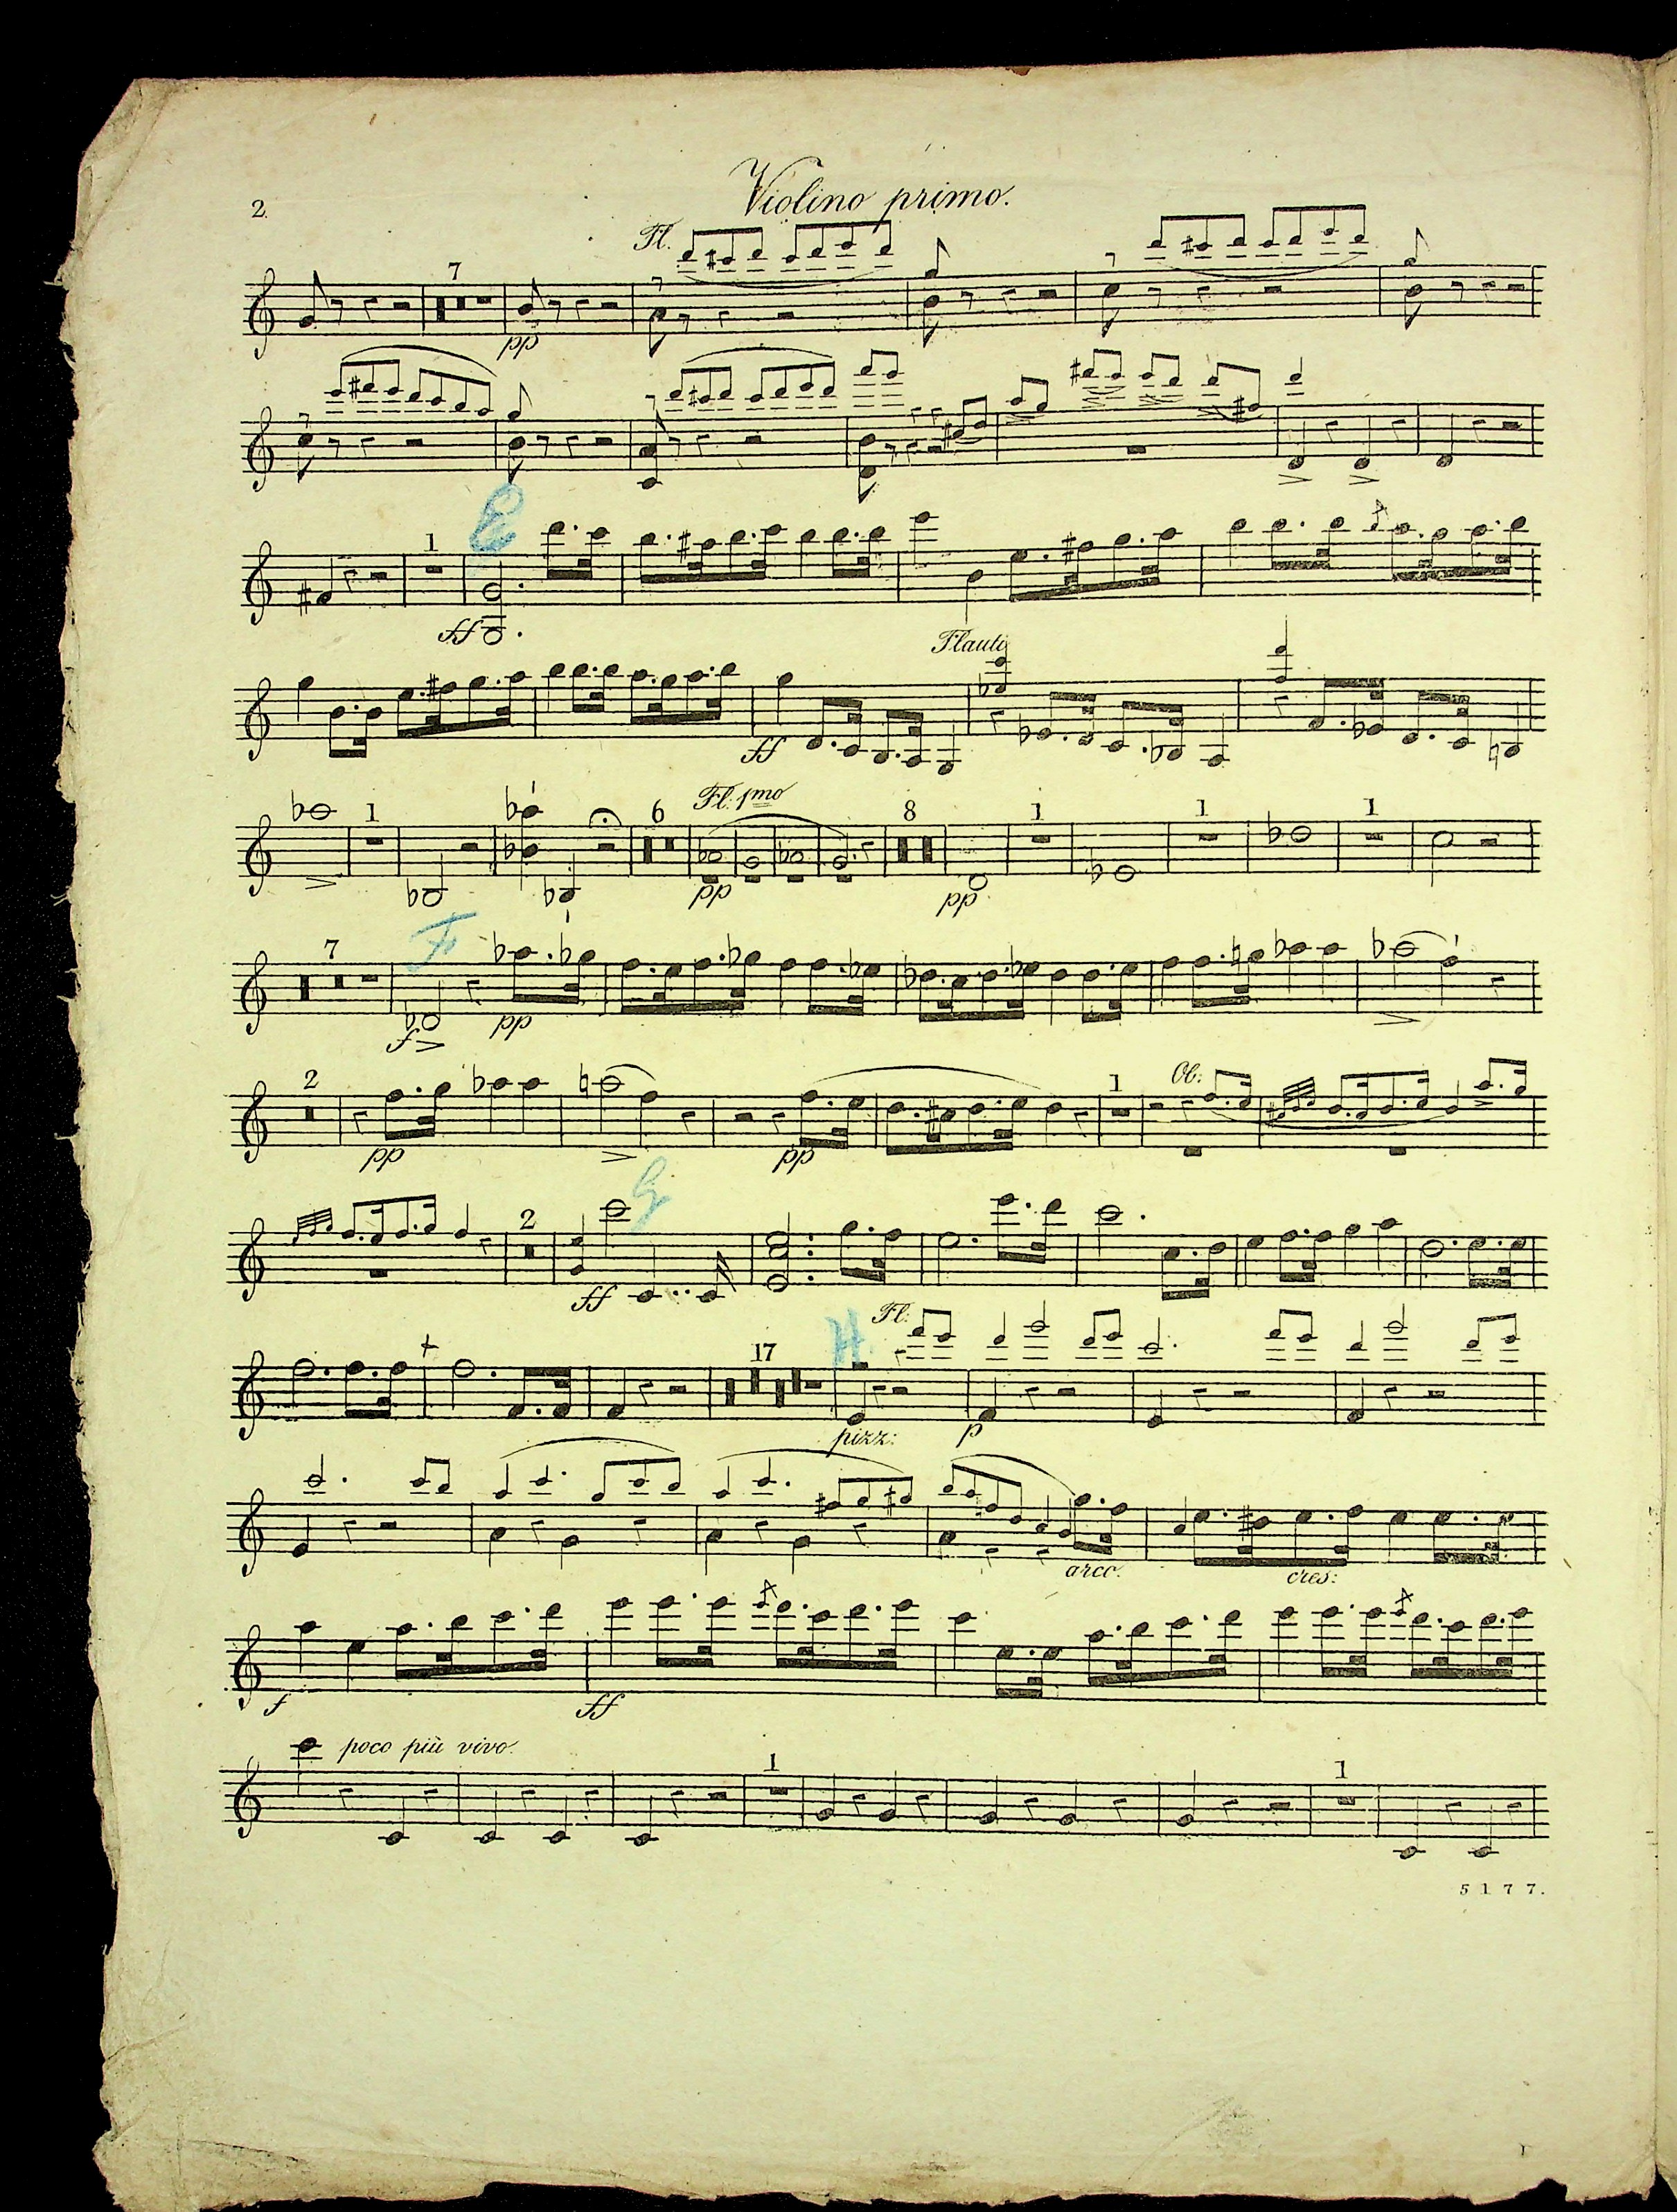 2.
Violino primo.
Fl.
7
pp
E
1
ff
Flauti
ff
1
6
Fl. 1mo
8
1
1
1
pp
pp
7
F
f
pp
2
1
Ob:
pp
pp
G
2
ff
Fl:
17
H.
pizz:
p
arco.
cres:
f
ff
poco più vivo.
1
1
5177.
1